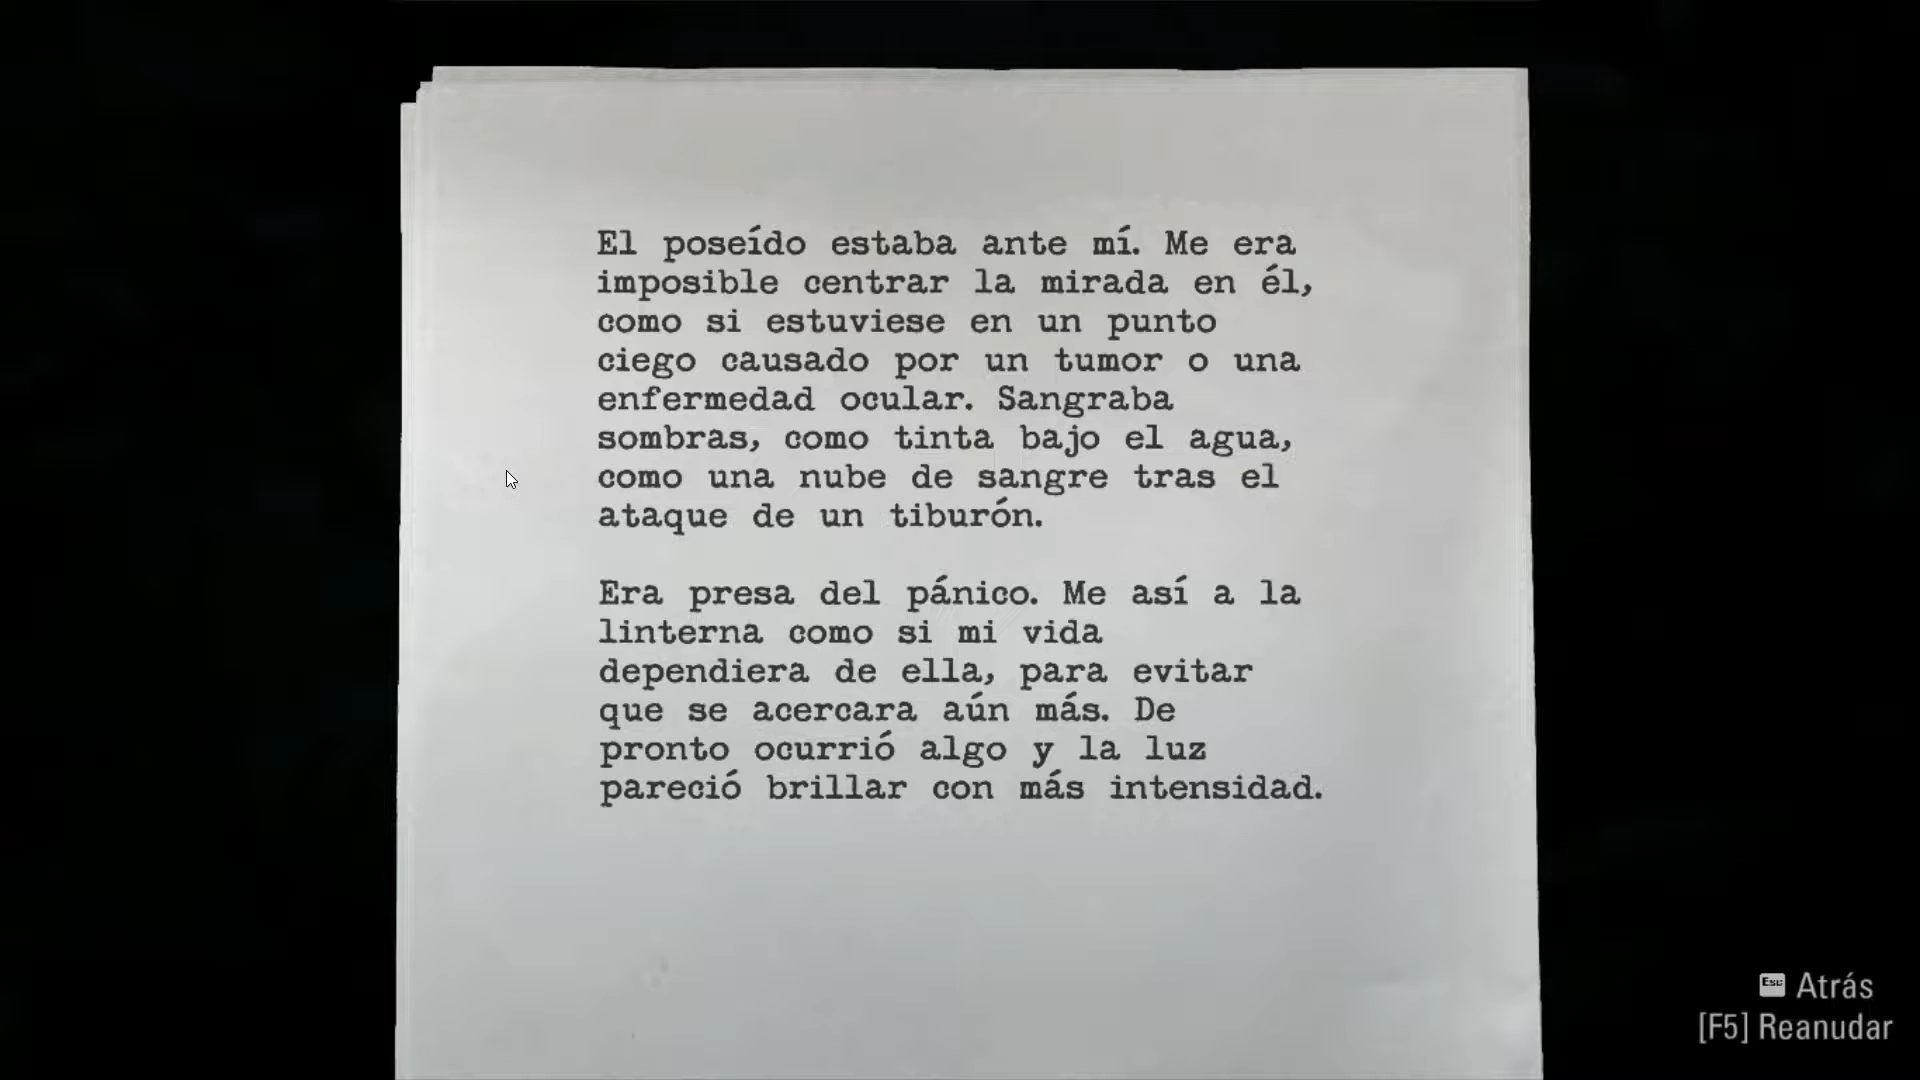 El poseído estaba ante mí. Me era
imposible centrar la mirada en él,
como si estuviese en un punto
ciego causado por un tumor o una
enfermedad ocular. Sangraba
sombras, como tinta bajo el agua,
como una nube de sangre tras el
ataque de un tiburón.
Era presa del pánico. Me así a la
linterna como si mi vida
dependiera de ella, para evitar
que se acercara aún más. De
pronto ocurrió algo y la luz
pareció brillar con más intensidad.
Esc Atrás
[F5] Reanudar